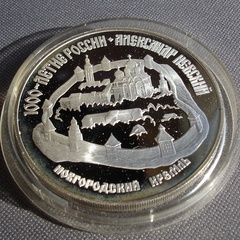 1000-ЛЕТИЕ РОССИИ • АЛЕКСАНДР НЕВСКИЙ
НОВГОРОДСКИЙ КРЕМЛЬ